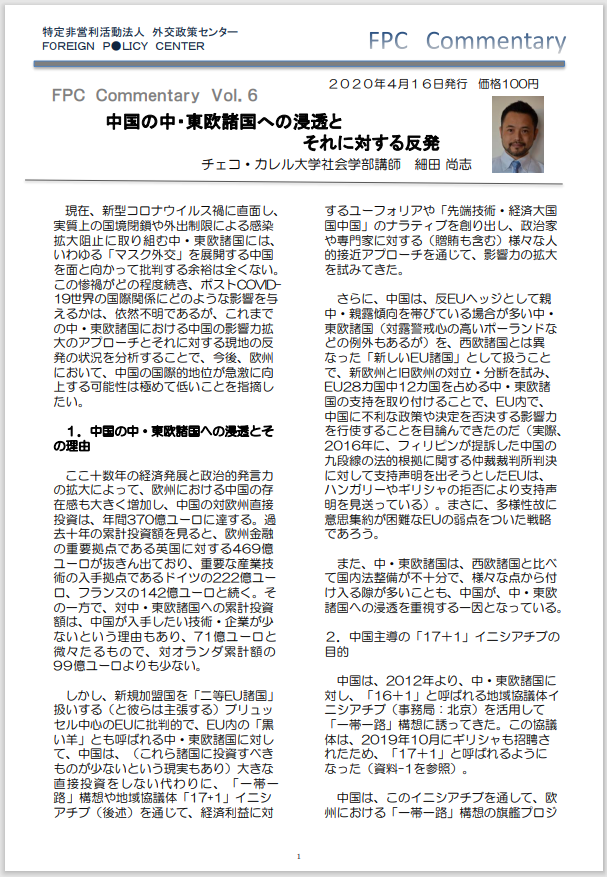 特定非営利活動法人 外交政策センター
FOREIGN P●LICY CENTER
FPC Commentary
2020年4月16日発行 価格100円
FPC Commentary Vol.6
中国の中・東欧諸国への浸透と
それに対する反発
チェコ・カレル大学社会学部講師 細田 尚志
現在、新型コロナウイルス禍に直面し、
実質上の国境閉鎖や外出制限による感染
拡大阻止に取り組む中・東欧諸国には、
いわゆる「マスク外交」を展開する中国
を面と向かって批判する余裕は全くない。
この惨禍がどの程度続き、ポストCOVID-
19世界の国際関係にどのような影響を与
えるかは、依然不明であるが、これまで
の中・東欧諸国における中国の影響力拡
大のアプローチとそれに対する現地の反
発の状況を分析することで、今後、欧州
において、中国の国際的地位が急激に向
上する可能性は極めて低いことを指摘し
たい。
１．中国の中・東欧諸国への浸透とそ
の理由
ここ十数年の経済発展と政治的発言力
の拡大によって、欧州における中国の存
在感も大きく増加し、中国の対欧州直接
投資は、年間370億ユーロに達する。過
去十年の累計投資額を見ると、欧州金融
の重要拠点である英国に対する469億
ユーロが抜きん出ており、重要な産業技
術の入手拠点であるドイツの222億ユー
ロ、フランスの142億ユーロと続く。そ
の一方で、対中・東欧諸国への累計投資
額は、中国が入手したい技術・企業が少
ないという理由もあり、71億ユーロと
微々たるもので、対オランダ累計額の
99億ユーロよりも少ない。
しかし、新規加盟国を「二等EU諸国」
扱いする（と彼らは主張する）ブリュッ
セル中心のEUに批判的で、EU内の「黒
い羊」とも呼ばれる中・東欧諸国に対し
て、中国は、（これら諸国に投資すべき
ものが少ないという現実もあり）大きな
直接投資をしない代わりに、「一帯一
路」構想や地域協議体「17+1」イニシ
アチブ（後述）を通じて、経済利益に対
するユーフォリアや「先端技術・経済大国
国中国」のナラティブを創り出し、政治家
や専門家に対する（贈賄も含む）様々な人
的接近アプローチを通じて、影響力の拡大
を試みてきた。
さらに、中国は、反EUヘッジとして親
中・親露傾向を帯びている場合が多い中・
東欧諸国（対露警戒心の高いポーランドな
どの例外もあるが）を、西欧諸国とは異
なった「新しいEU諸国」として扱うこと
で、新欧州と旧欧州の対立・分断を試み、
EU28カ国中12カ国を占める中・東欧諸
国の支持を取り付けることで、EU内で、
中国に不利な政策や決定を否決する影響力
を行使することを目論んできたのだ（実際、
2016年に、フィリピンが提訴した中国の
九段線の法的根拠に関する仲裁裁判所判決
に対して支持声明を出そうとしたEUは、
ハンガリーやギリシャの拒否により支持声
明を見送っている）。まさに、多様性故に
意思集約が困難なEUの弱点をついた戦略
であろう。
また、中・東欧諸国は、西欧諸国と比べ
て国内法整備が不十分で、様々な点から付
け入る隙が多いことも、中国が、中・東欧
諸国への浸透を重視する一因となっている。
２．中国主導の「17＋1」イニシアチブの
目的
中国は、2012年より、中・東欧諸国に
対し、「16＋1」と呼ばれる地域協議体イ
ニシアチブ（事務局：北京）を活用して
「一帯一路」構想に誘ってきた。この協議
体は、2019年10月にギリシャも招聘さ
れたため、「17＋1」と呼ばれるように
なった（資料-1を参照）。
中国は、このイニシアチブを通して、欧
州における「一帯一路」構想の旗艦プロジ
1